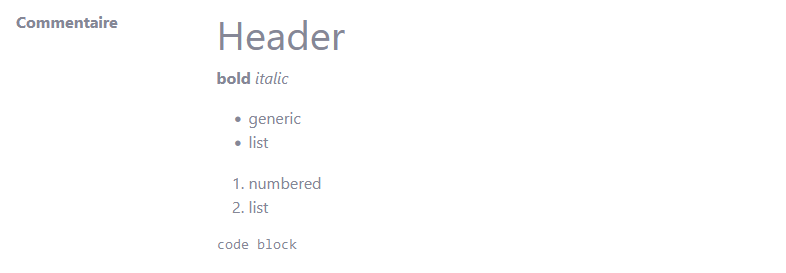 Commentaire
Header
bold italic
• generic
• list
1. numbered
2. list
code block